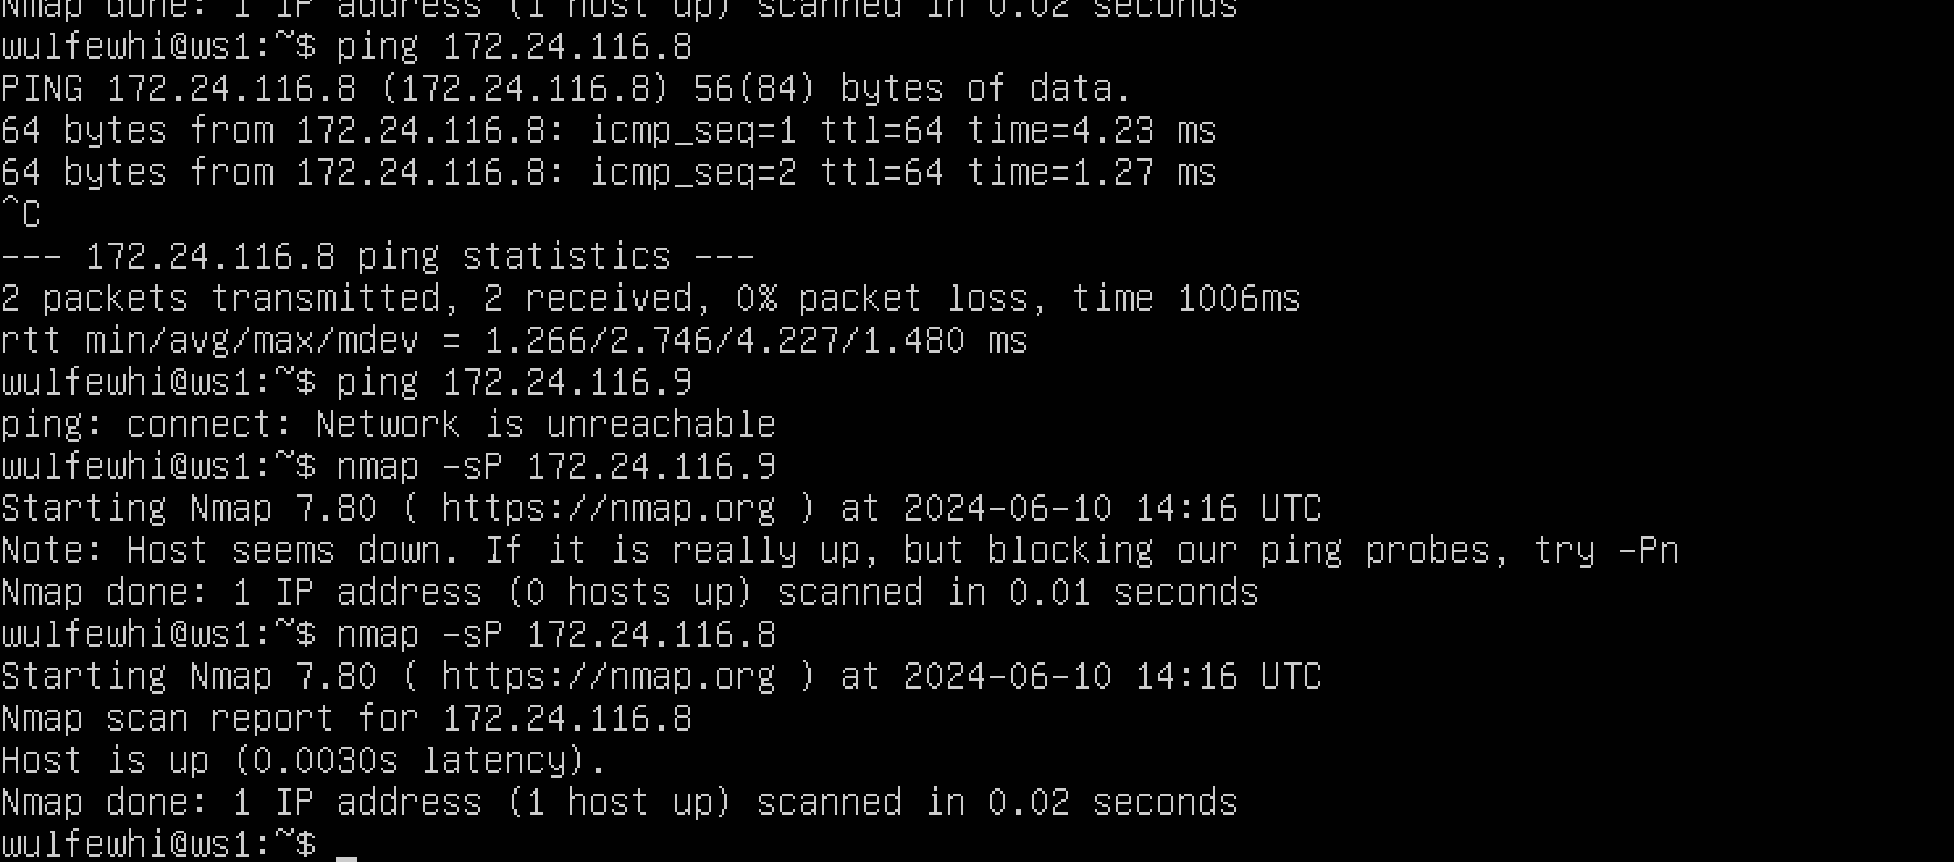 Nmap done: 1 IP address (1 host up) scanned in 0.02 seconds
wulfewhi@ws1:~$ ping 172.24.116.8
PING 172.24.116.8 (172.24.116.8) 56(84) bytes of data.
64 bytes from 172.24.116.8: icmp_seq=1 ttl=64 time=4.23 ms
64 bytes from 172.24.116.8: icmp_seq=2 ttl=64 time=1.27 ms
^C
--- 172.24.116.8 ping statistics ---
2 packets transmitted, 2 received, 0% packet loss, time 1006ms
rtt min/avg/max/mdev = 1.266/2.746/4.227/1.480 ms
wulfewhi@ws1:~$ ping 172.24.116.9
ping: connect: Network is unreachable
wulfewhi@ws1:~$ nmap -sP 172.24.116.9
Starting Nmap 7.80 ( https://nmap.org ) at 2024-06-10 14:16 UTC
Note: Host seems down. If it is really up, but blocking our ping probes, try -Pn
Nmap done: 1 IP address (0 hosts up) scanned in 0.01 seconds
wulfewhi@ws1:~$ nmap -sP 172.24.116.8
Starting Nmap 7.80 ( https://nmap.org ) at 2024-06-10 14:16 UTC
Nmap scan report for 172.24.116.8
Host is up (0.0030s latency).
Nmap done: 1 IP address (1 host up) scanned in 0.02 seconds
wulfewhi@ws1:~$